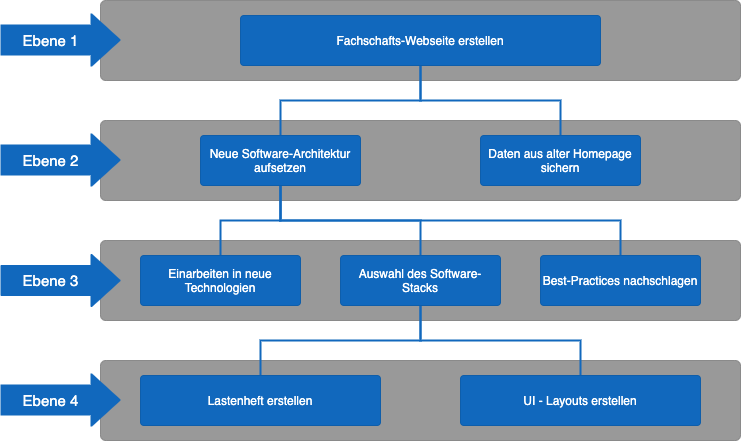 Ebene 1
Fachschafts-Webseite erstellen
Ebene 2
Neue Software-Architektur
aufsetzen
Daten aus alter Homepage
sichern
Ebene 3
Einarbeiten in neue
Technologien
Auswahl des Software-
Stacks
Best-Practices nachschlagen
Ebene 4
Lastenheft erstellen
UI - Layouts erstellen